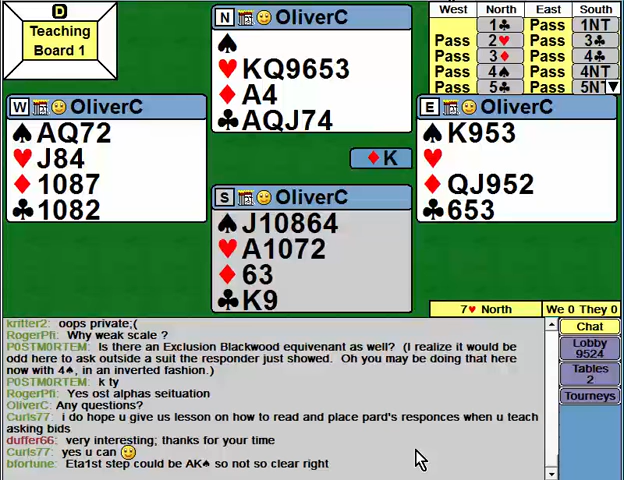 D
Teaching
Board 1
N OliverC
KQ9653
A4
AQJ74
West North East South
1♣ Pass 1NT
Pass 2♥ Pass 3♣
Pass 3♦ Pass 4♣
Pass 4♠ Pass 4NT
Pass 5♣ Pass 5N
W OliverC
AQ72
J84
1087
1082
♦K
E OliverC
K953
QJ952
653
S OliverC
J10864
A1072
63
K9
7♥ North We 0 They 0
kritter2: oops private;(
RogerPfi: Why weak scale ?
P0STM0RTEM: Is there an Exclusion Blackwood equivenant as well? (I realize it would be
odd here to ask outside a suit the responder just showed. Oh you may be doing that here
now with 4♠, in an inverted fashion.)
P0STM0RTEM: k ty
RogerPfi: Yes ost alphas seituation
OliverC: Any questions?
Curls77: i do hope u give us lesson on how to read and place pard's responces when u teach
asking bids
duffer66: very interesting; thanks for your time
Curls77: yes u can
bfortune: Eta1st step could be AK♠ so not so clear right
Chat
Lobby
9524
Tables
2
Tourneys